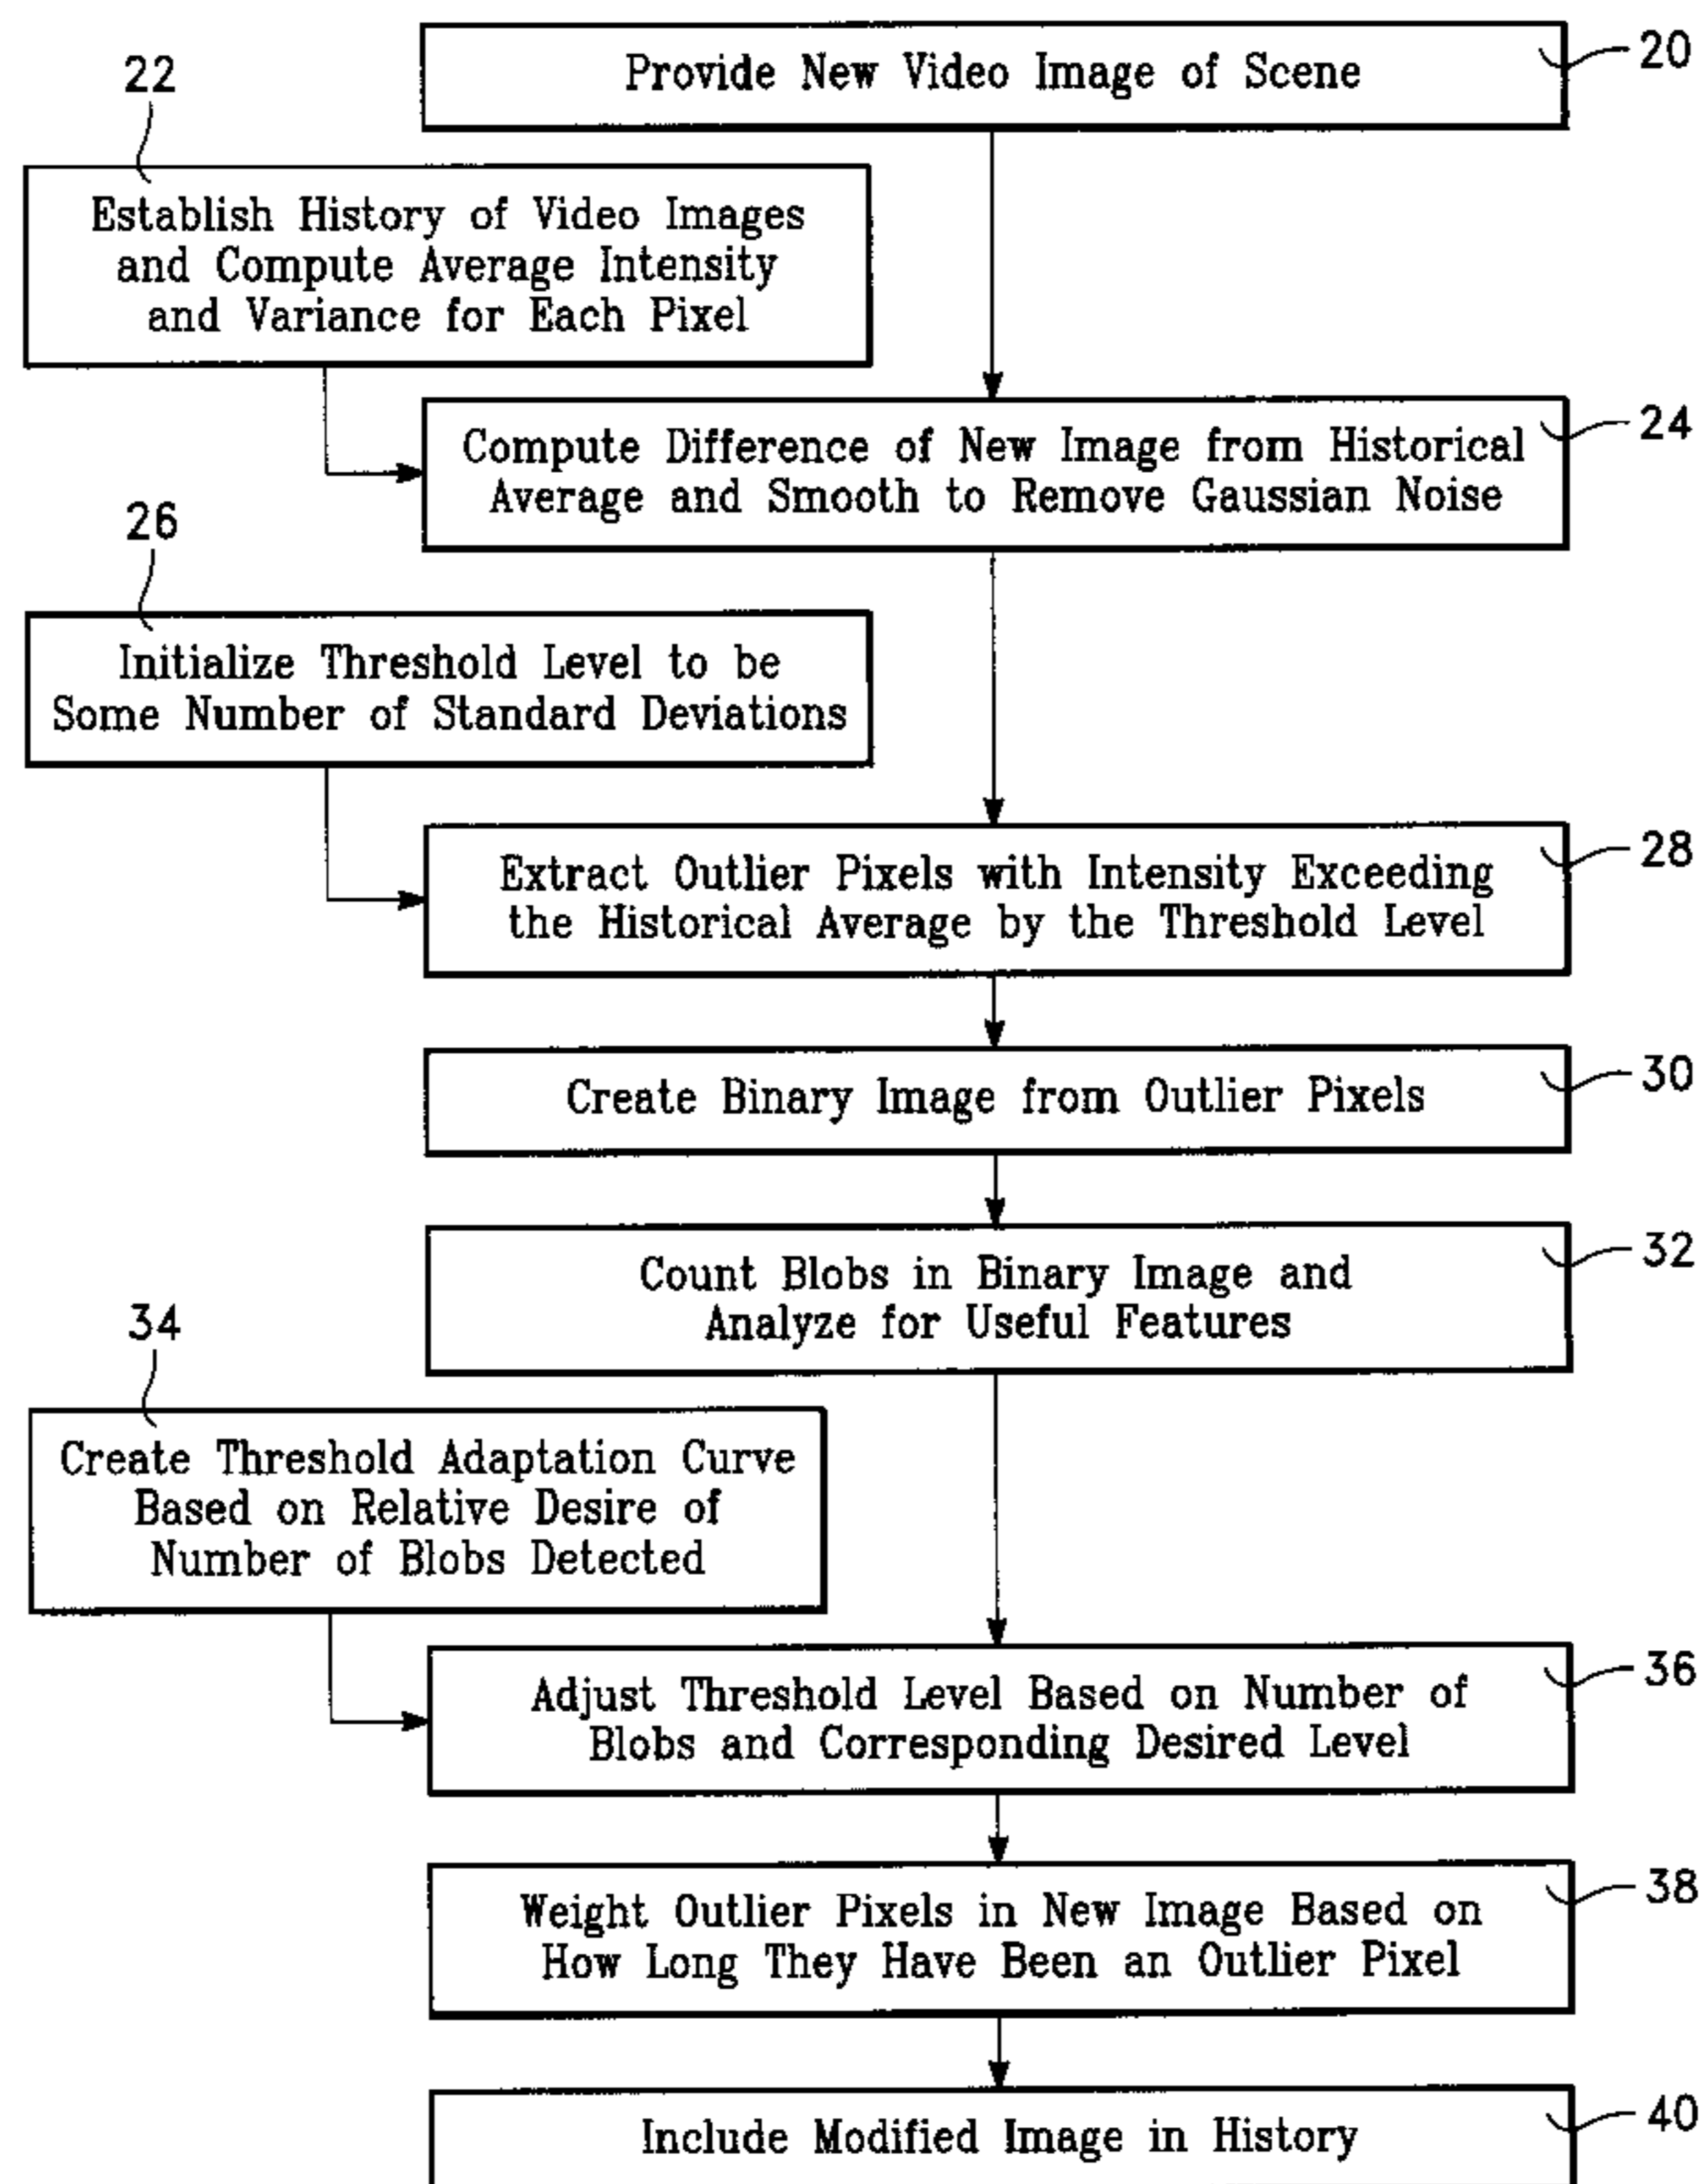 Provide New Video Image of Scene
20
22
Establish History of Video Images
and Compute Average Intensity
and Variance for Each Pixel
Compute Difference of New Image from Historical
Average and Smooth to Remove Gaussian Noise
24
26
Initialize Threshold Level to be
Some Number of Standard Deviations
Extract Outlier Pixels with Intensity Exceeding
the Historical Average by the Threshold Level
28
Create Binary Image from Outlier Pixels
30
Count Blobs in Binary Image and
Analyze for Useful Features
32
34
Create Threshold Adaptation Curve
Based on Relative Desire of
Number of Blobs Detected
Adjust Threshold Level Based on Number of
Blobs and Corresponding Desired Level
36
Weight Outlier Pixels in New Image Based on
How Long They Have Been an Outlier Pixel
38
Include Modified Image in History
40